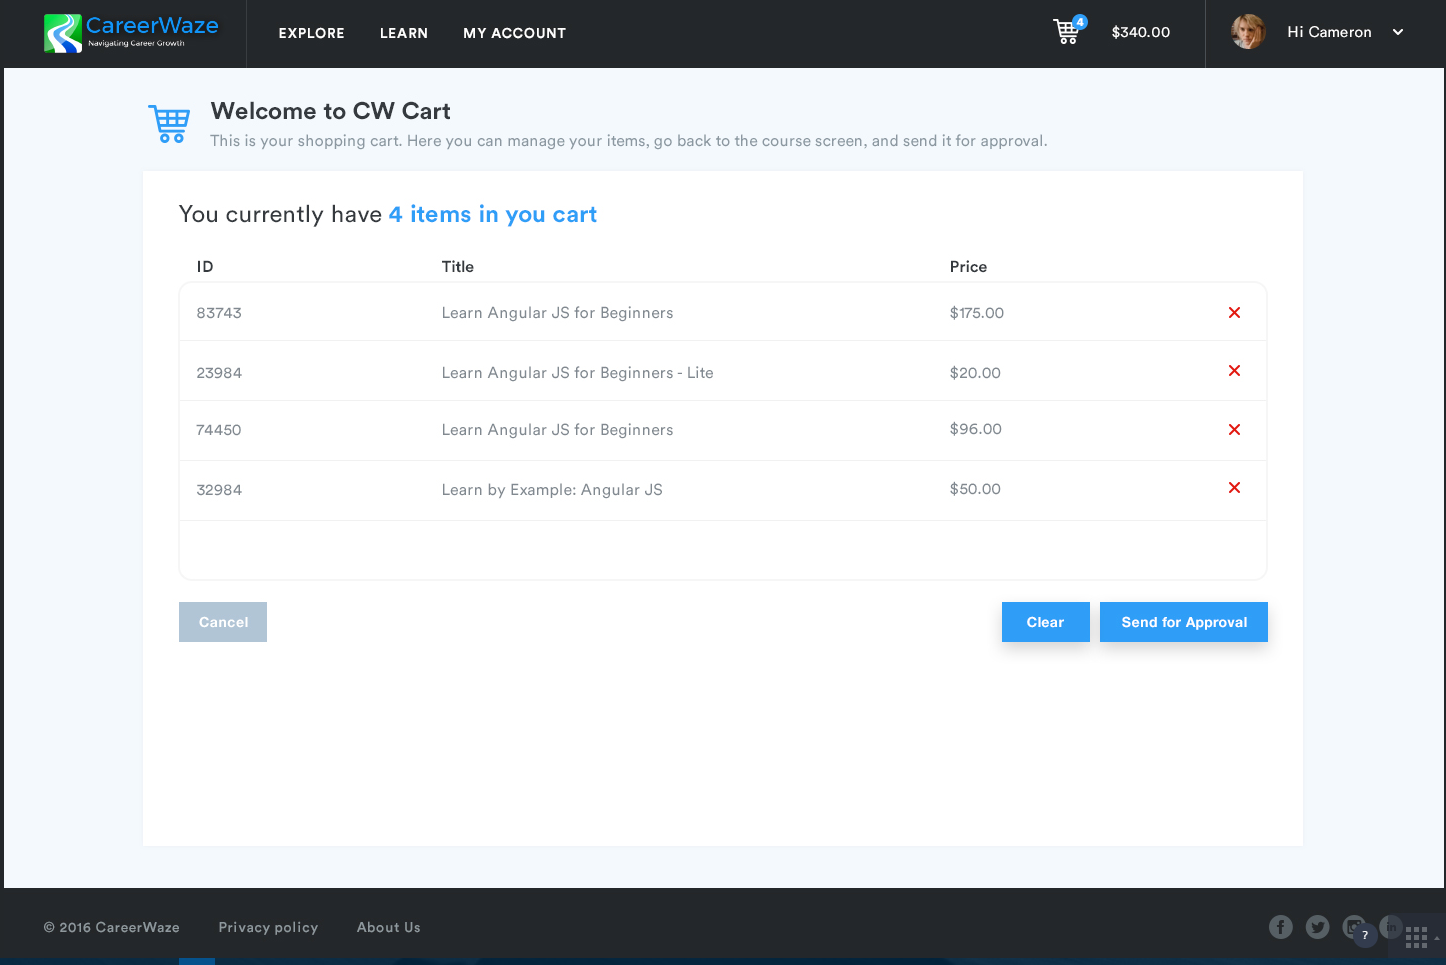 CareerWaze
Navigating Career Growth
EXPLORE LEARN MY ACCOUNT
4
$340.00
Hi Cameron
Welcome to CW Cart
This is your shopping cart. Here you can manage your items, go back to the course screen, and send it for approval.
You currently have 4 items in you cart
ID Title Price
83743 Learn Angular JS for Beginners $175.00
23984 Learn Angular JS for Beginners - Lite $20.00
74450 Learn Angular JS for Beginners $96.00
32984 Learn by Example: Angular JS $50.00
Cancel Clear Send for Approval
© 2016 CareerWaze Privacy policy About Us
?